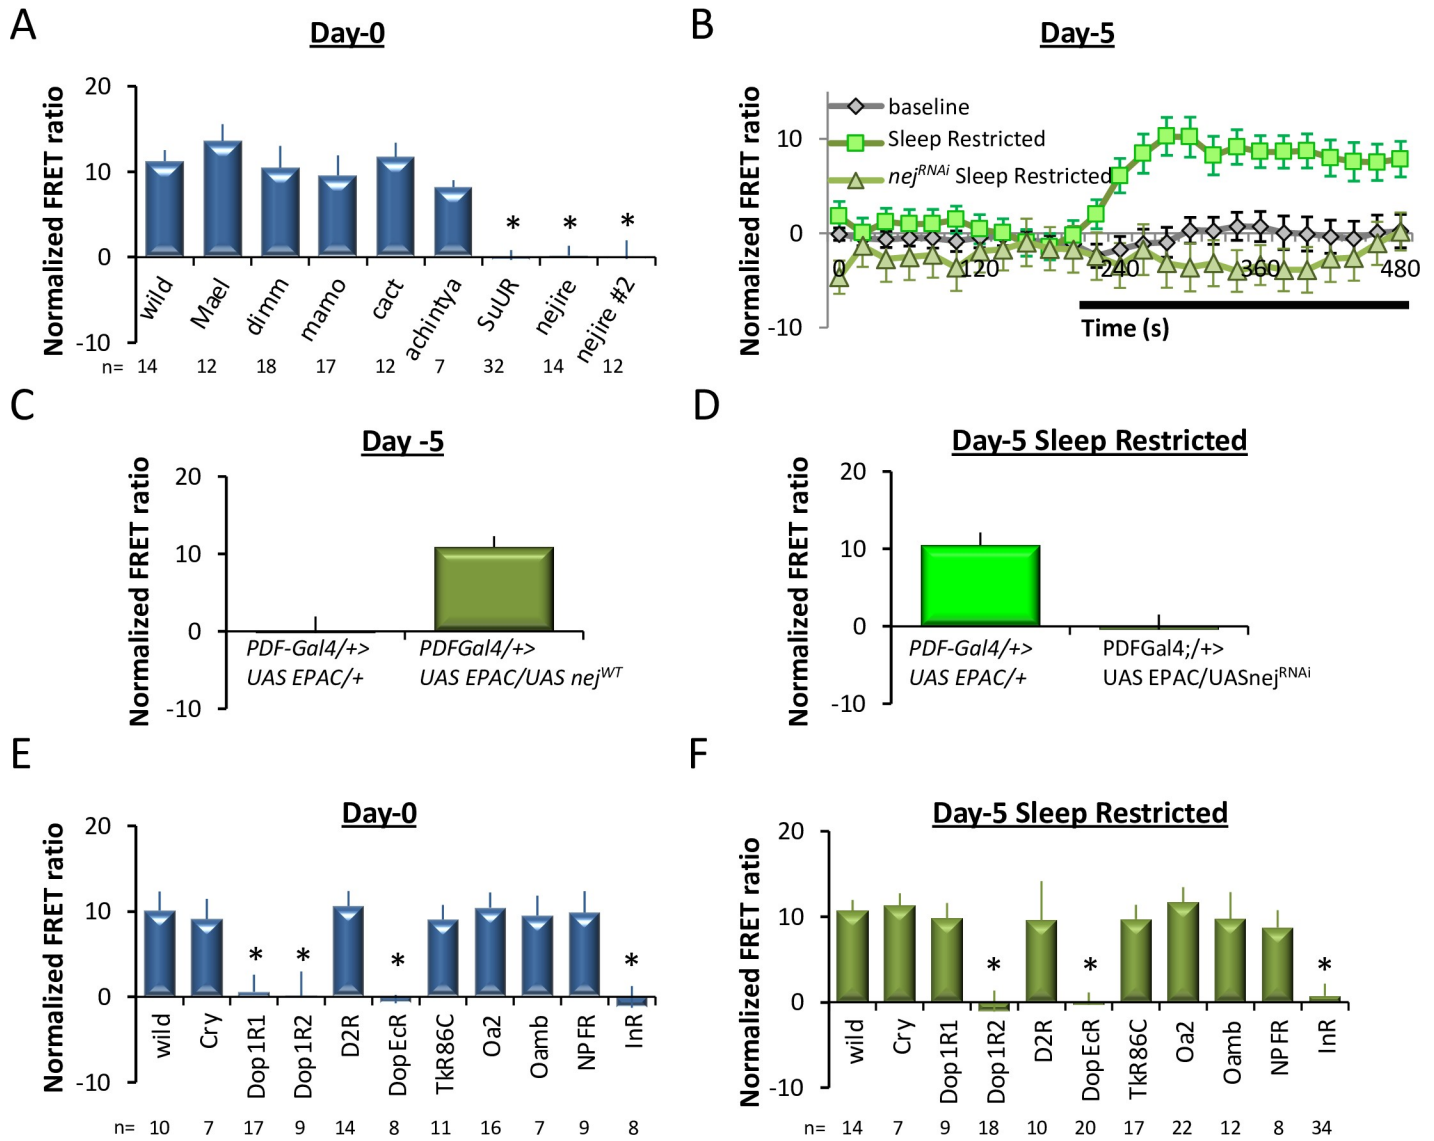 A
Day-0
Normalized FRET ratio
20
10
0
-10
* * *
wild Mael dimm mamo cact achintya SuUR nejire nejire #2
n= 14 12 18 17 12 7 32 14 12
B
Day-5
Normalized FRET ratio
10
0
-10
baseline
Sleep Restricted
nejRNAi Sleep Restricted
0 120 240 360 480
Time (s)
C
Day -5
Normalized FRET ratio
20
10
0
-10
PDF-Gal4/+> PDFGal4/+>
UAS EPAC/+ UAS EPAC/UAS nejWT
D
Day-5 Sleep Restricted
Normalized FRET ratio
20
10
0
-10
PDF-Gal4/+> PDFGal4;/+>
UAS EPAC/+ UAS EPAC/UASnejRNAi
E
Day-0
Normalized FRET ratio
20
10
0
-10
* * * *
wild Cry Dop1R1 Dop1R2 D2R DopEcR TkR86C Oa2 Oamb NPFR InR
n= 10 7 17 9 14 8 11 16 7 9 8
F
Day-5 Sleep Restricted
Normalized FRET ratio
20
10
0
-10
* * *
wild Cry Dop1R1 Dop1R2 D2R DopEcR TkR86C Oa2 Oamb NPFR InR
n= 14 7 9 18 10 20 17 22 12 8 34